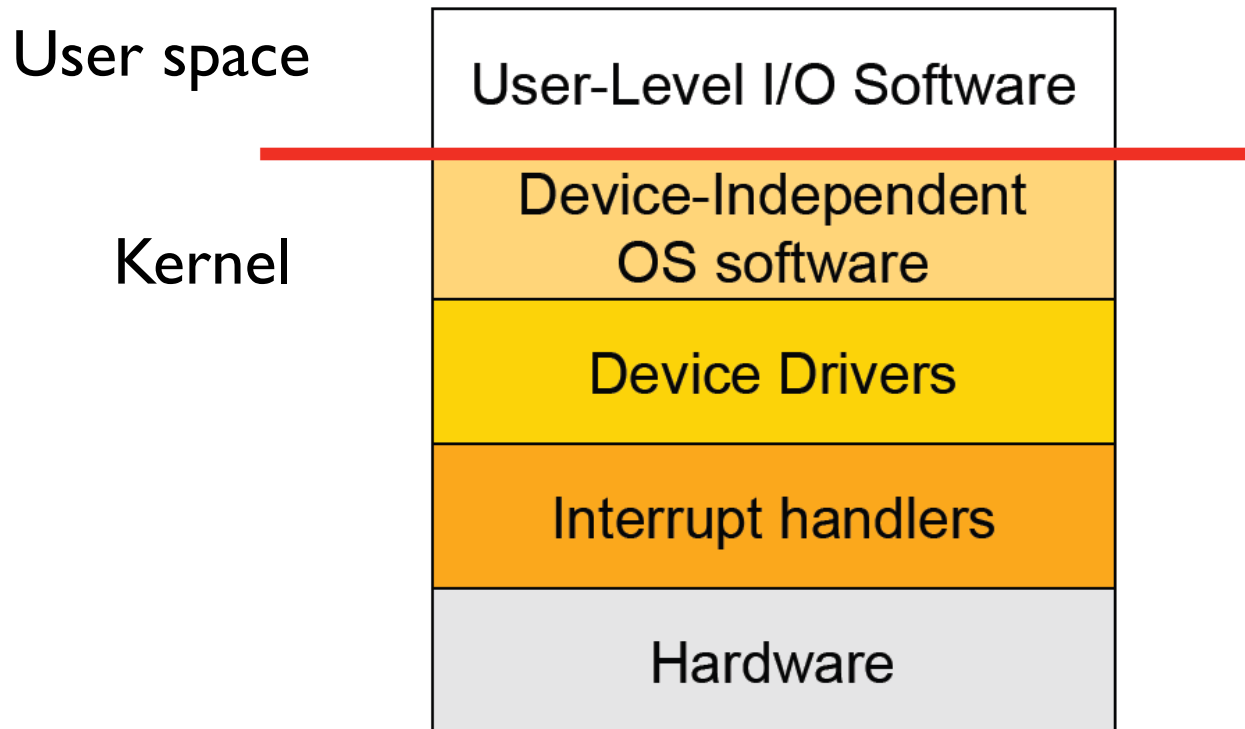 User space
User-Level I/O Software
Device-Independent
OS software
Kernel
Device Drivers
Interrupt handlers
Hardware